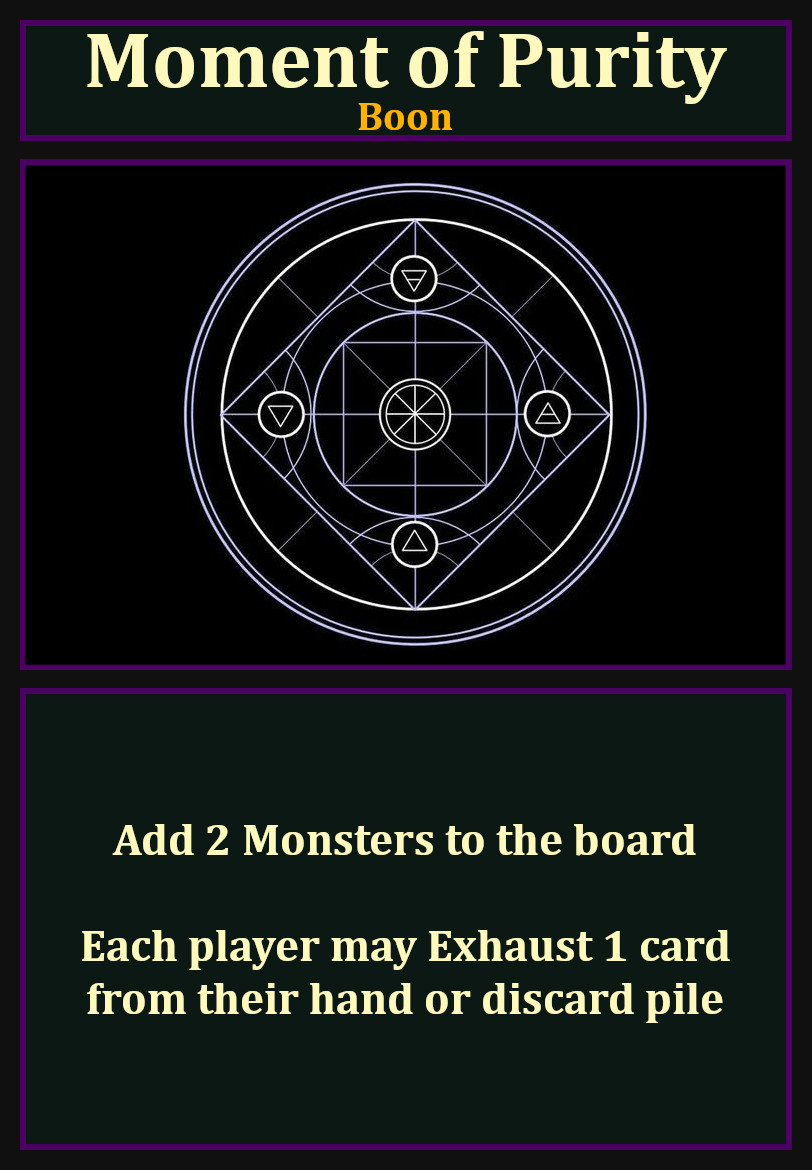 Moment of Purity
Boon
Add 2 Monsters to the board
Each player may Exhaust 1 card
from their hand or discard pile